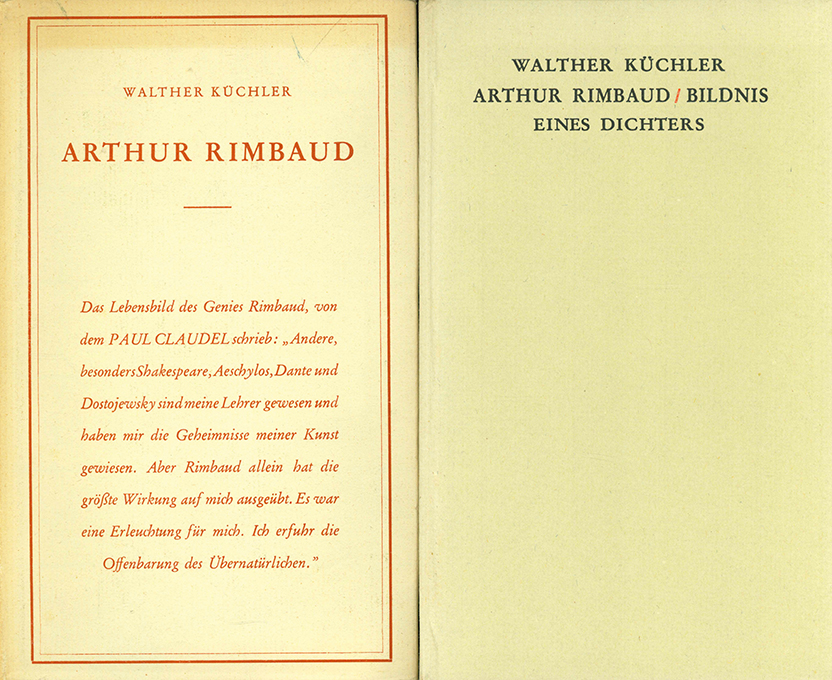 WALTHER KÜCHLER
ARTHUR RIMBAUD
Das Lebensbild des Genies Rimbaud, von
dem PAUL CLAUDEL schrieb: „Andere,
besonders Shakespeare, Aeschylos, Dante und
Dostojewsky sind meine Lehrer gewesen und
haben mir die Geheimnisse meiner Kunst
gewiesen. Aber Rimbaud allein hat die
größte Wirkung auf mich ausgeübt. Es war
eine Erleuchtung für mich. Ich erfuhr die
Offenbarung des Übernatürlichen.”
WALTHER KÜCHLER
ARTHUR RIMBAUD / BILDNIS
EINES DICHTERS